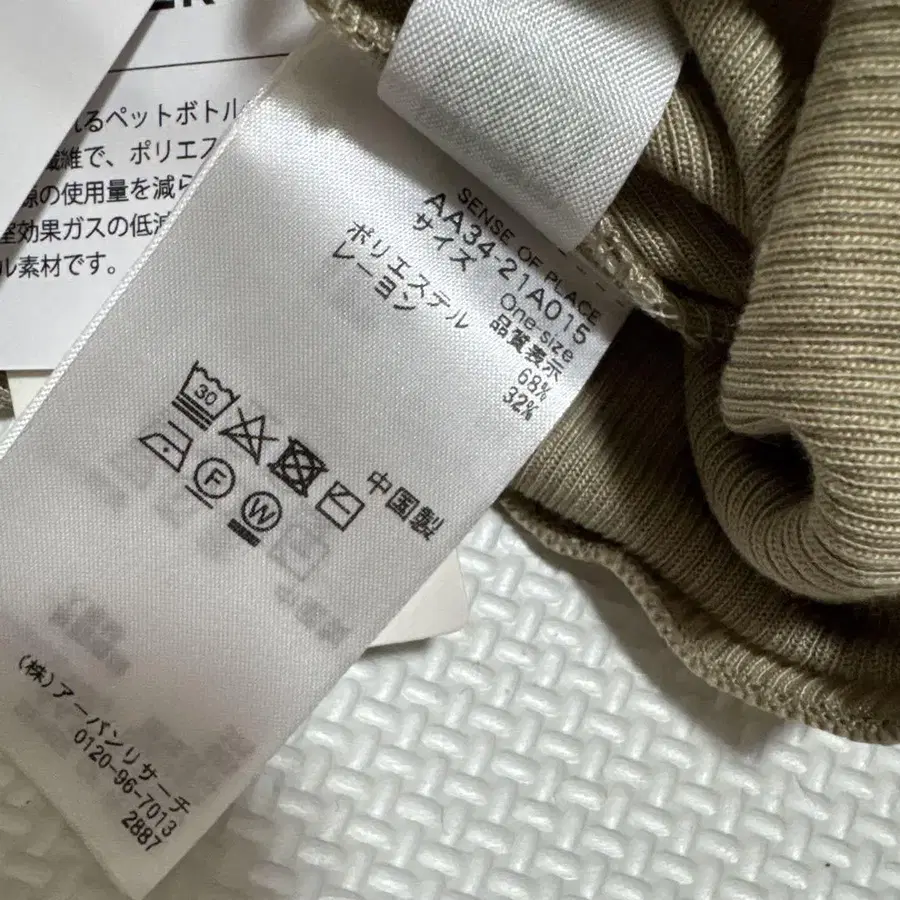 るペットボトル
維で、ポリエス
の使用量を減ら
効果ガスの低減
ル素材です。
SENSE OF PLACE
AA34-21A015
サイズ One-size
品質表示
ポリエステル 68%
レーヨン 32%
30
F
W
中国製
(株)アーバンリサーチ
0120-96-7013
2887